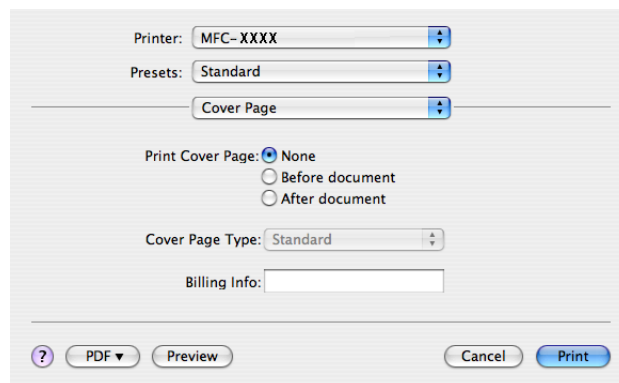 Printer: MFC-XXXX
Presets: Standard
Cover Page
Print Cover Page: None
Before document
After document
Cover Page Type: Standard
Billing Info:
? PDF▼ Preview Cancel Print